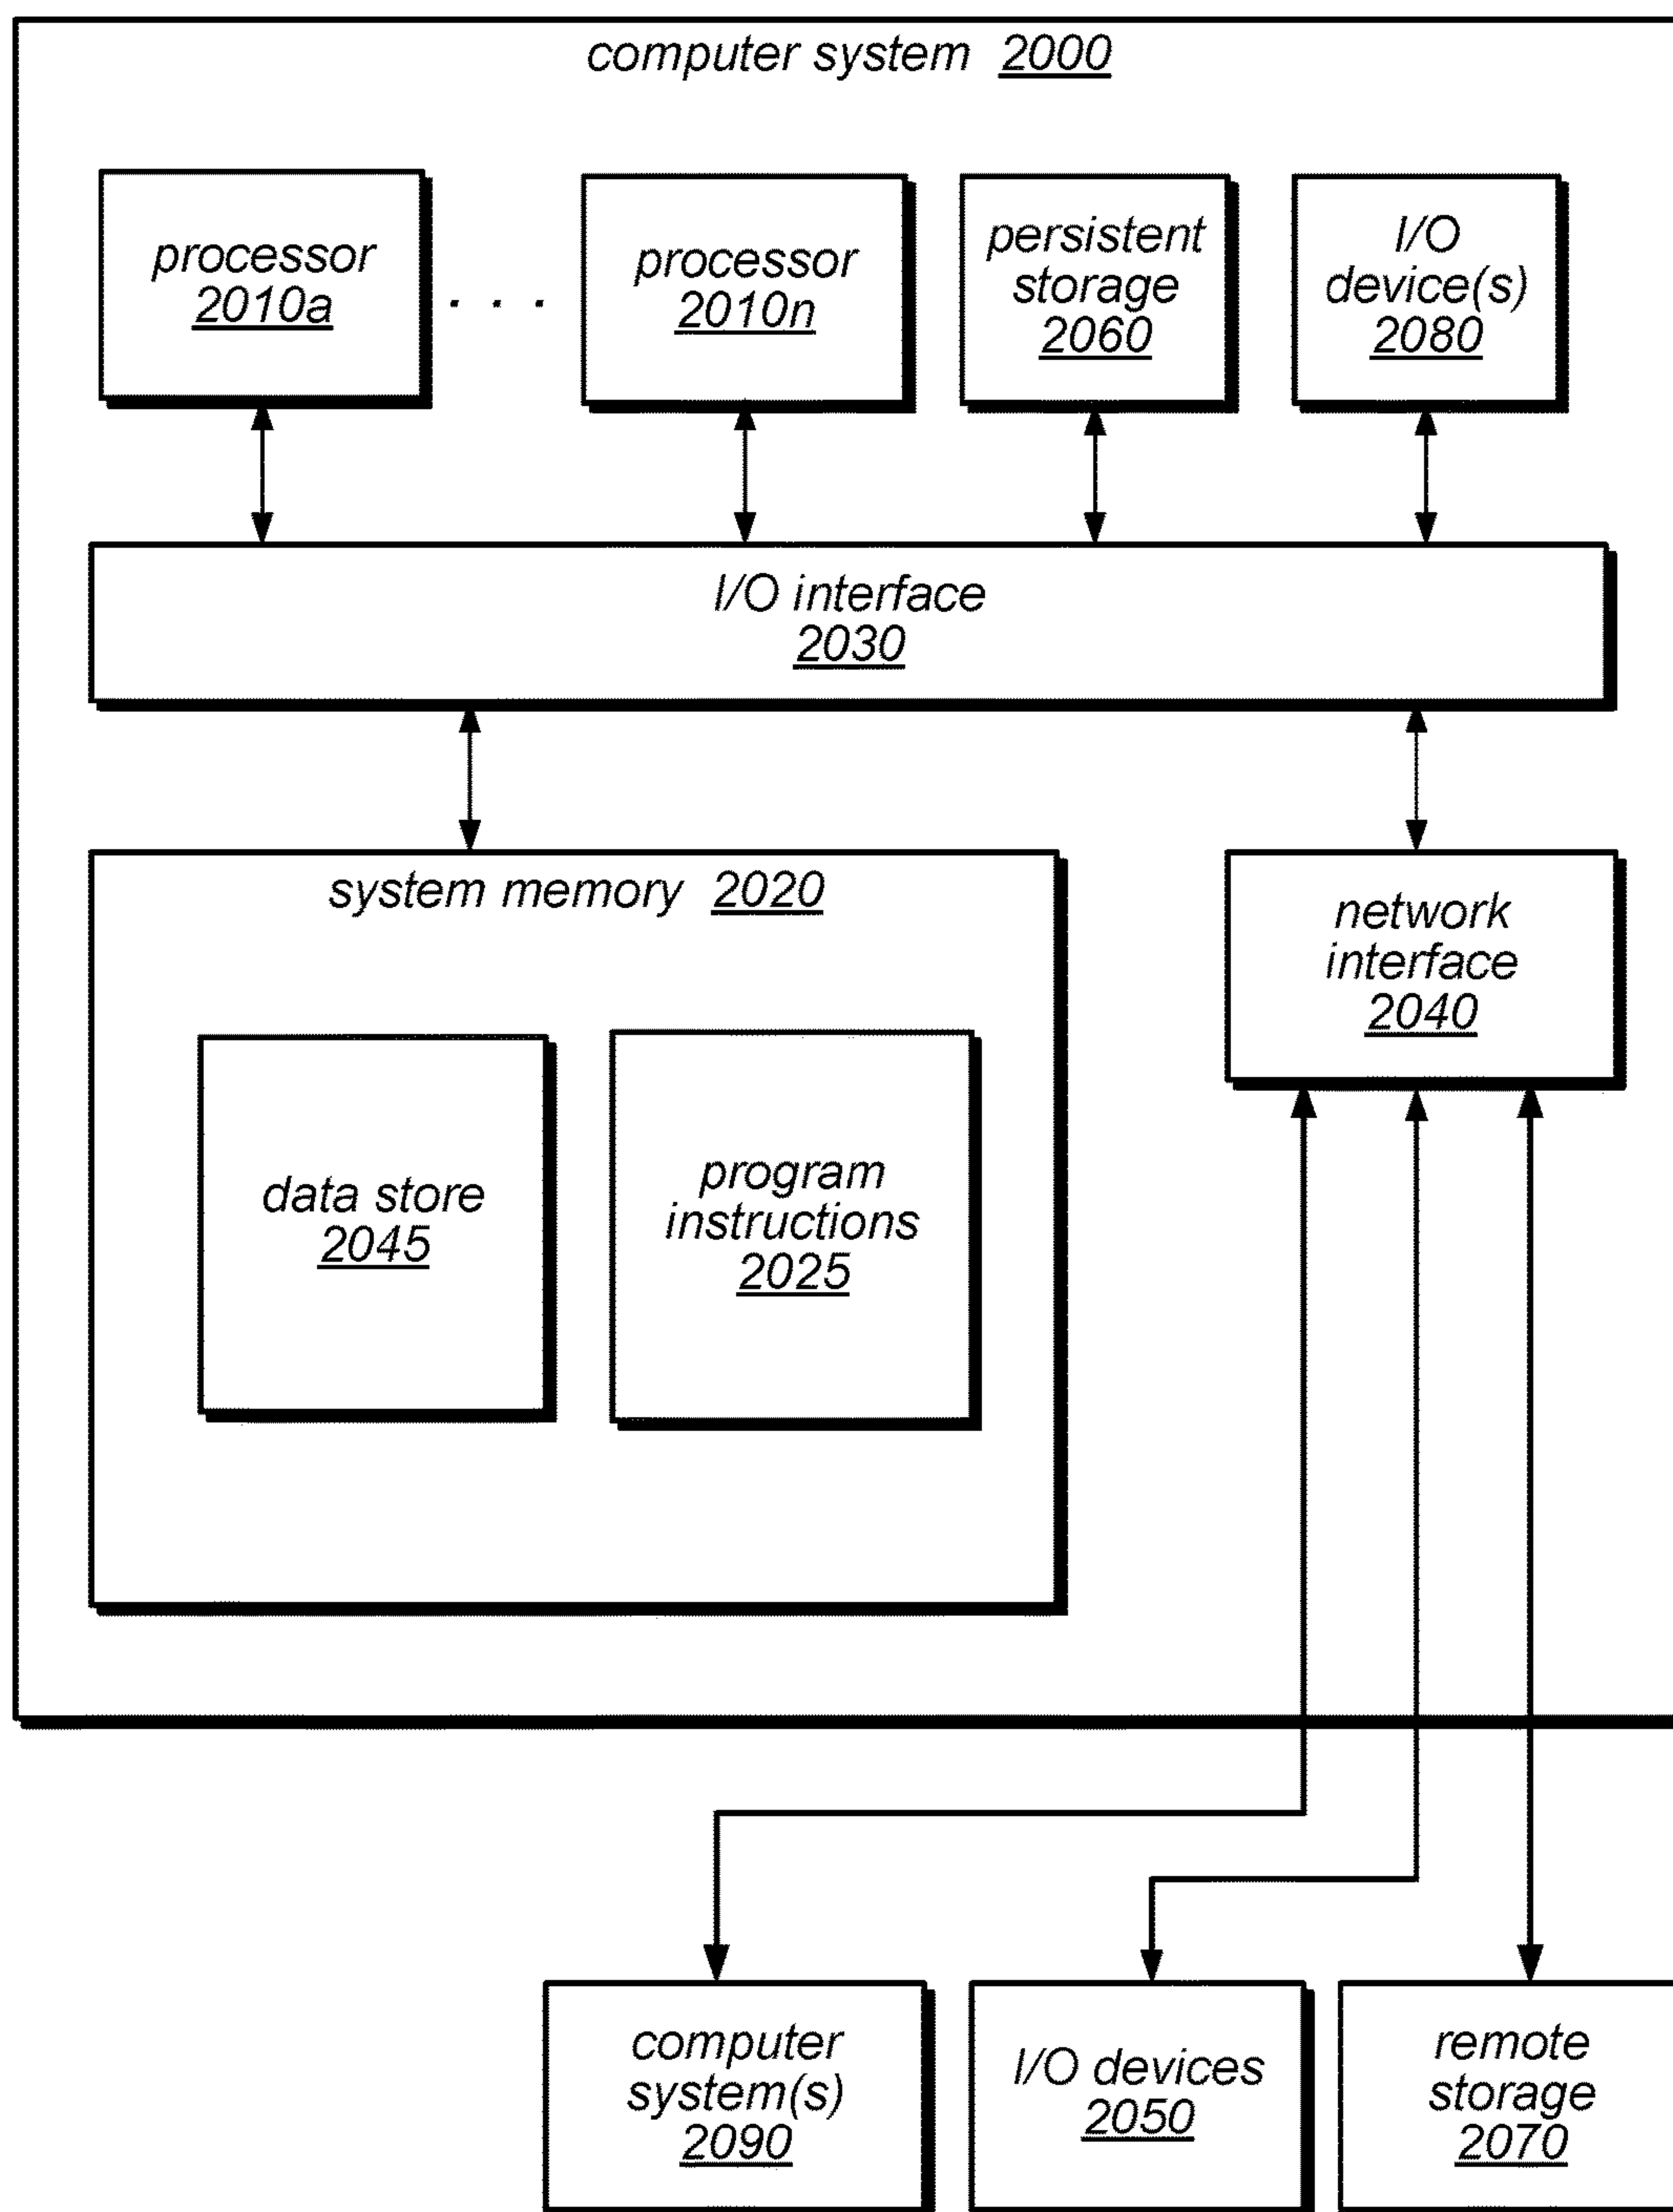 computer system 2000
processor
2010a
. . .
processor
2010n
persistent
storage
2060
I/O
device(s)
2080
I/O interface
2030
system memory 2020
network
interface
2040
data store
2045
program
instructions
2025
computer
system(s)
2090
I/O devices
2050
remote
storage
2070